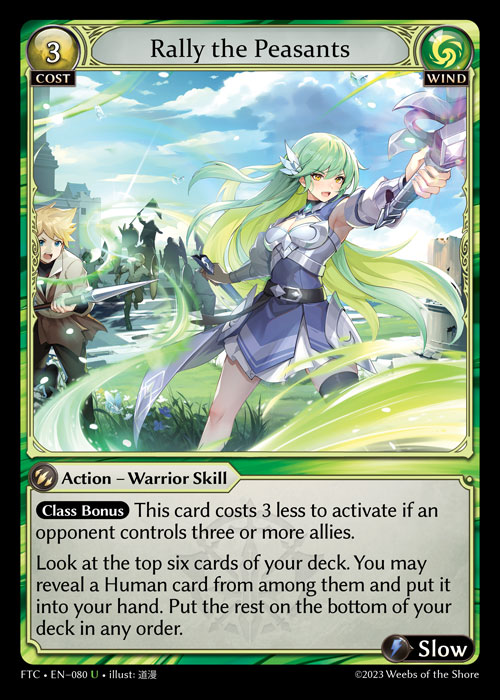 3
Rally the Peasants
COST
WIND
Action – Warrior Skill
Class Bonus This card costs 3 less to activate if an
opponent controls three or more allies.
Look at the top six cards of your deck. You may
reveal a Human card from among them and put it
into your hand. Put the rest on the bottom of your
deck in any order.
Slow
FTC • EN–080 U • illust: 道漫
©2023 Weebs of the Shore